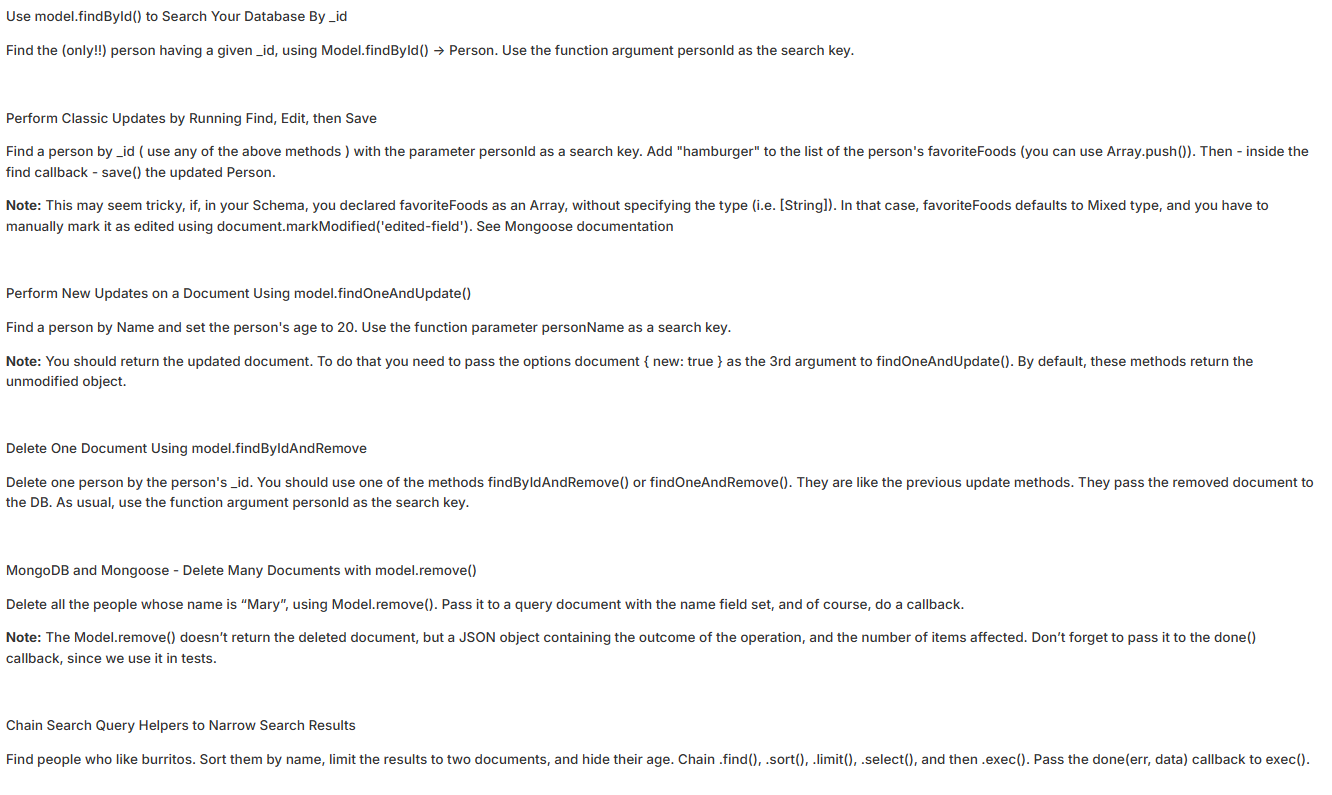 Use model.findById() to Search Your Database By _id
Find the (only!!) person having a given _id, using Model.findById() -> Person. Use the function argument personId as the search key.
Perform Classic Updates by Running Find, Edit, then Save
Find a person by _id ( use any of the above methods ) with the parameter personId as a search key. Add "hamburger" to the list of the person's favoriteFoods (you can use Array.push()). Then - inside the
find callback - save() the updated Person.
Note: This may seem tricky, if, in your Schema, you declared favoriteFoods as an Array, without specifying the type (i.e. [String]). In that case, favoriteFoods defaults to Mixed type, and you have to
manually mark it as edited using document.markModified('edited-field'). See Mongoose documentation
Perform New Updates on a Document Using model.findOneAndUpdate()
Find a person by Name and set the person's age to 20. Use the function parameter personName as a search key.
Note: You should return the updated document. To do that you need to pass the options document { new: true } as the 3rd argument to findOneAndUpdate(). By default, these methods return the
unmodified object.
Delete One Document Using model.findByIdAndRemove
Delete one person by the person's _id. You should use one of the methods findByIdAndRemove() or findOneAndRemove(). They are like the previous update methods. They pass the removed document to
the DB. As usual, use the function argument personId as the search key.
MongoDB and Mongoose - Delete Many Documents with model.remove()
Delete all the people whose name is “Mary”, using Model.remove(). Pass it to a query document with the name field set, and of course, do a callback.
Note: The Model.remove() doesn’t return the deleted document, but a JSON object containing the outcome of the operation, and the number of items affected. Don’t forget to pass it to the done()
callback, since we use it in tests.
Chain Search Query Helpers to Narrow Search Results
Find people who like burritos. Sort them by name, limit the results to two documents, and hide their age. Chain .find(), .sort(), .limit(), .select(), and then .exec(). Pass the done(err, data) callback to exec().